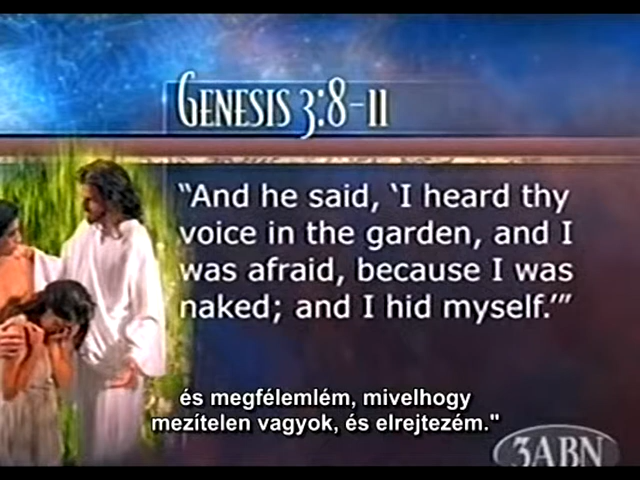 GENESIS 3:8-11
“And he said, ‘I heard thy
voice in the garden, and I
was afraid, because I was
naked; and I hid myself.’”
és megfélemlém, mivelhogy
mezítelen vagyok, és elrejtezém."
3ABN